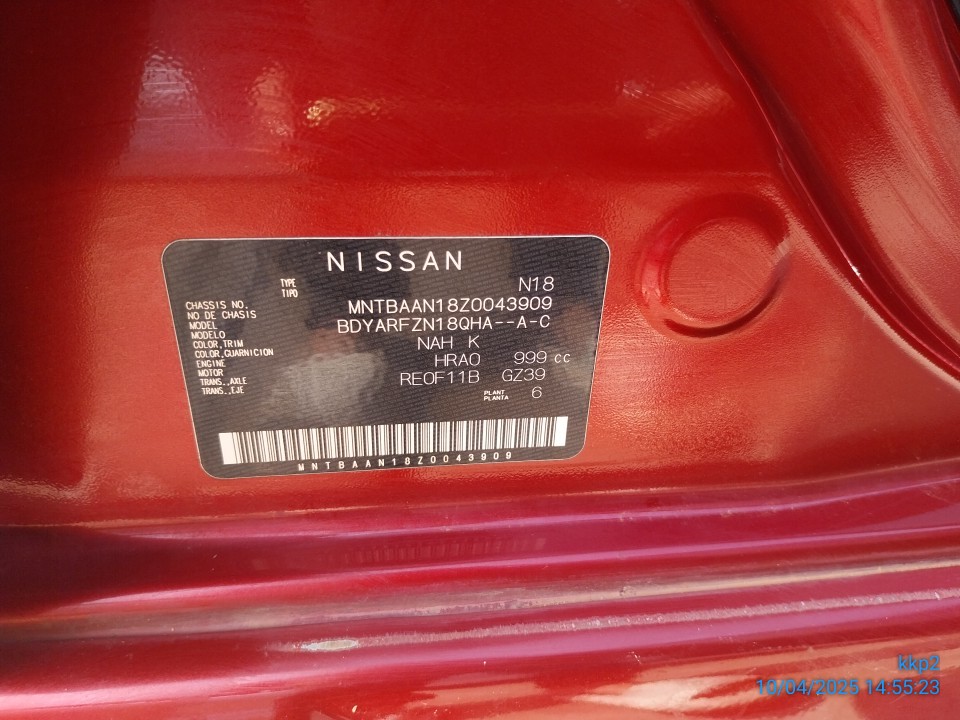 NISSAN
TYPE
TIPO
N18
CHASSIS NO.
NO DE CHASIS
MNTBAAN18Z0043909
MODEL
MODELO
BDYARFZN18QHA--A-C
COLOR,TRIM
COLOR,GUARNICION
NAH K
ENGINE
MOTOR
HRA0 999 cc
TRANS.,AXLE
TRANS.,EJE
RE0F11B GZ39
PLANT
PLANTA
6
MNTBAAN18Z0043909
kkp2
10/04/2025 14:55:23